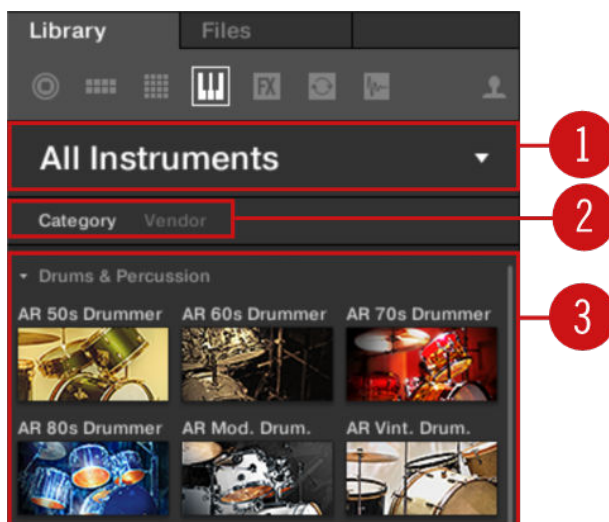 Library Files
FX
All Instruments
1
Category Vendor
2
Drums & Percussion
AR 50s Drummer AR 60s Drummer AR 70s Drummer
3
AR 80s Drummer AR Mod. Drum. AR Vint. Drum.